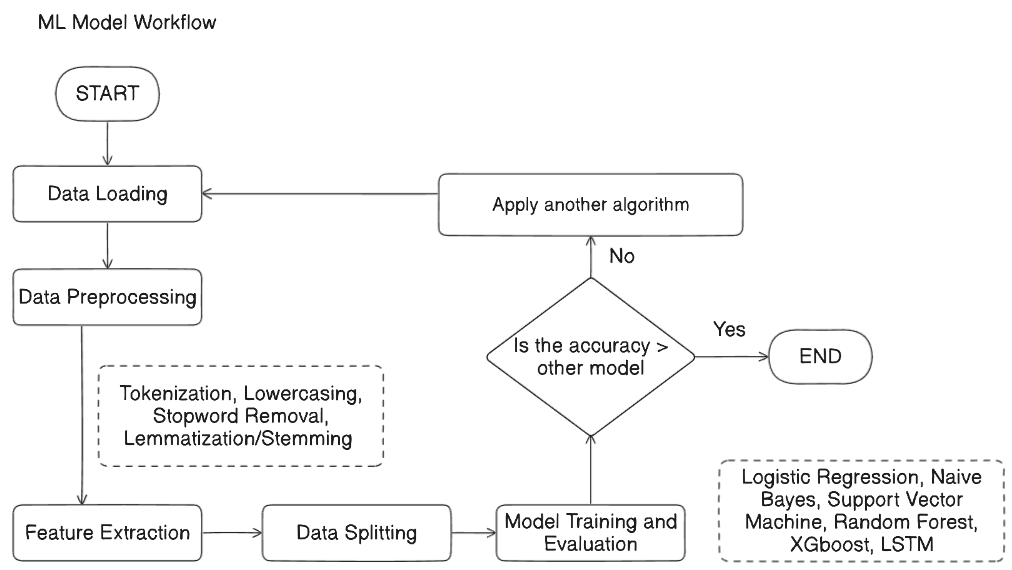 ML Model Workflow
START
Data Loading
Apply another algorithm
No
Data Preprocessing
Is the accuracy >
other model
Yes
END
Tokenization, Lowercasing,
Stopword Removal,
Lemmatization/Stemming
Feature Extraction
Data Splitting
Model Training and
Evaluation
Logistic Regression, Naive
Bayes, Support Vector
Machine, Random Forest,
XGboost, LSTM